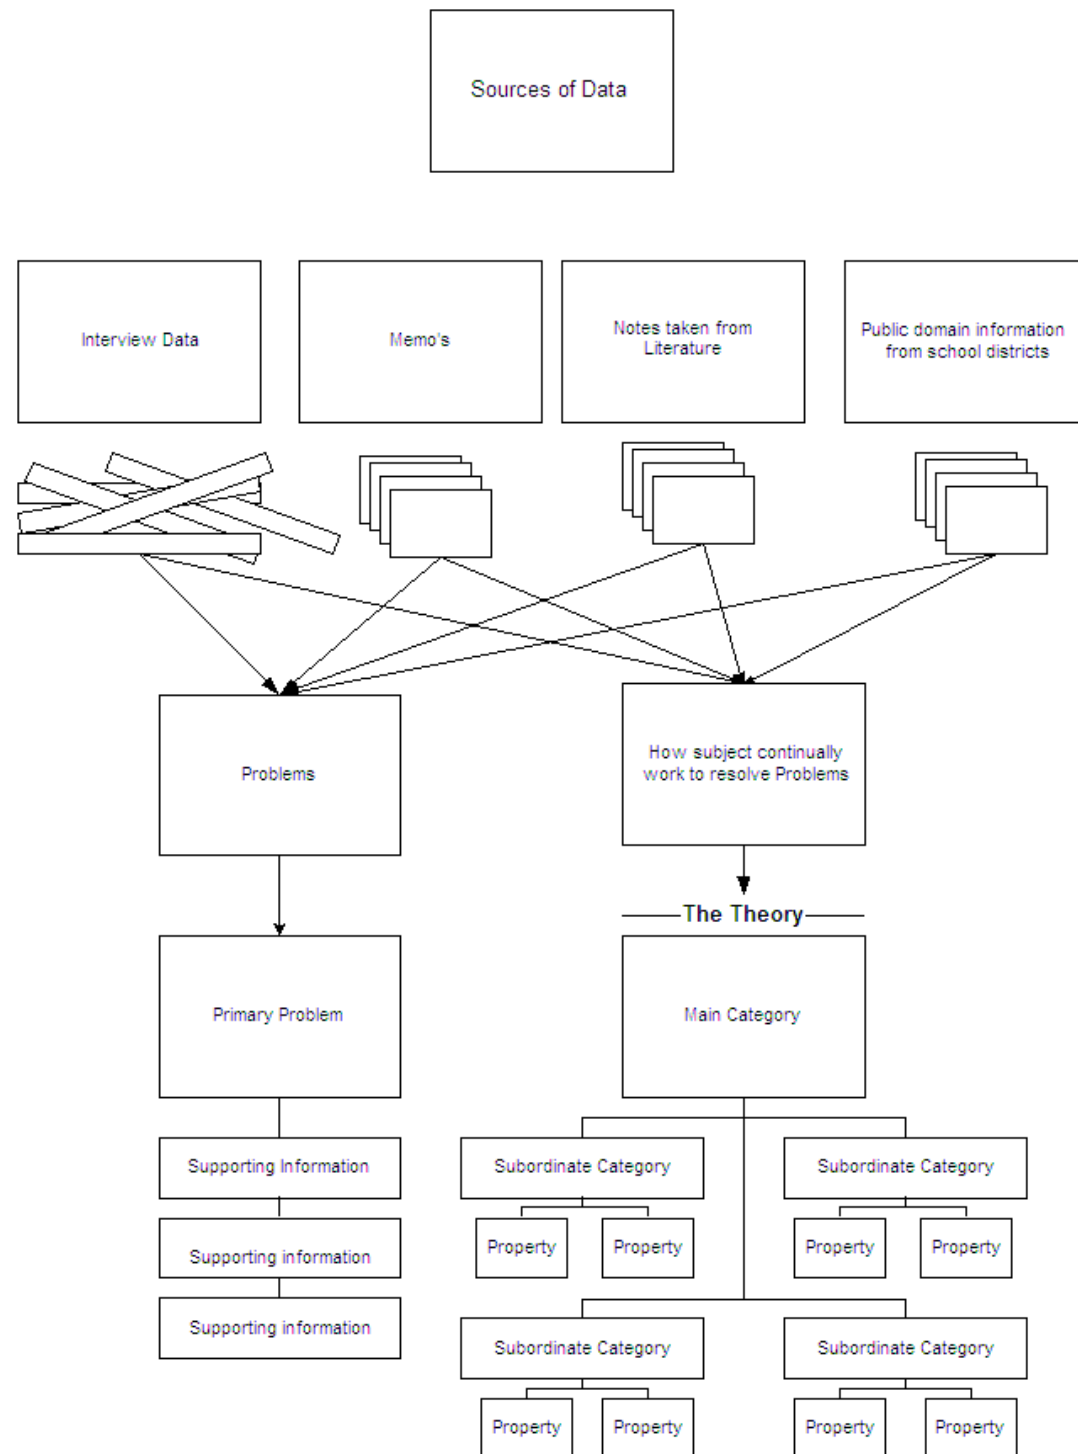 Sources of Data
Interview Data
Memo's
Notes taken from
Literature
Public domain information
from school districts
Problems
How subject continually
work to resolve Problems
The Theory
Primary Problem
Main Category
Supporting Information
Subordinate Category
Subordinate Category
Property
Property
Property
Property
Supporting information
Supporting information
Subordinate Category
Subordinate Category
Property
Property
Property
Property